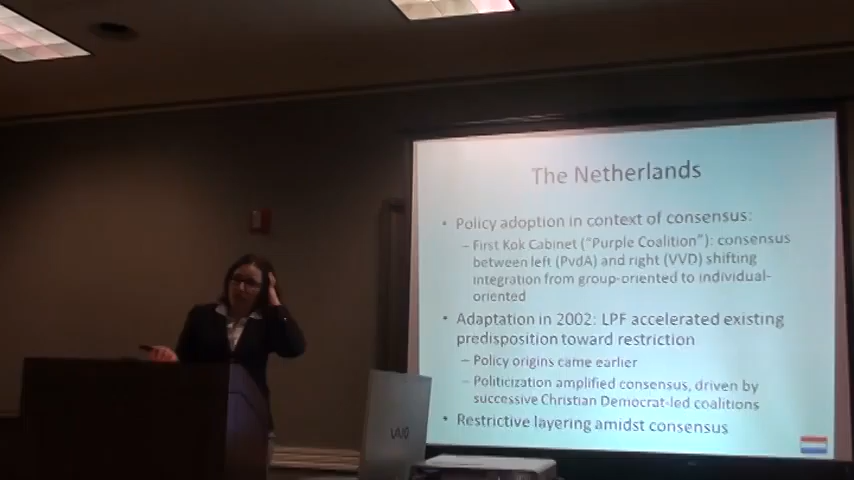 The Netherlands
• Policy adoption in context of consensus:
– First Kok Cabinet ("Purple Coalition"): consensus
between left (PvdA) and right (VVD) shifting
integration from group-oriented to individual-
oriented
• Adaptation in 2002: LPF accelerated existing
predisposition toward restriction
– Policy origins came earlier
– Politicization amplified consensus, driven by
successive Christian Democrat-led coalitions
• Restrictive layering amidst consensus
VAIO